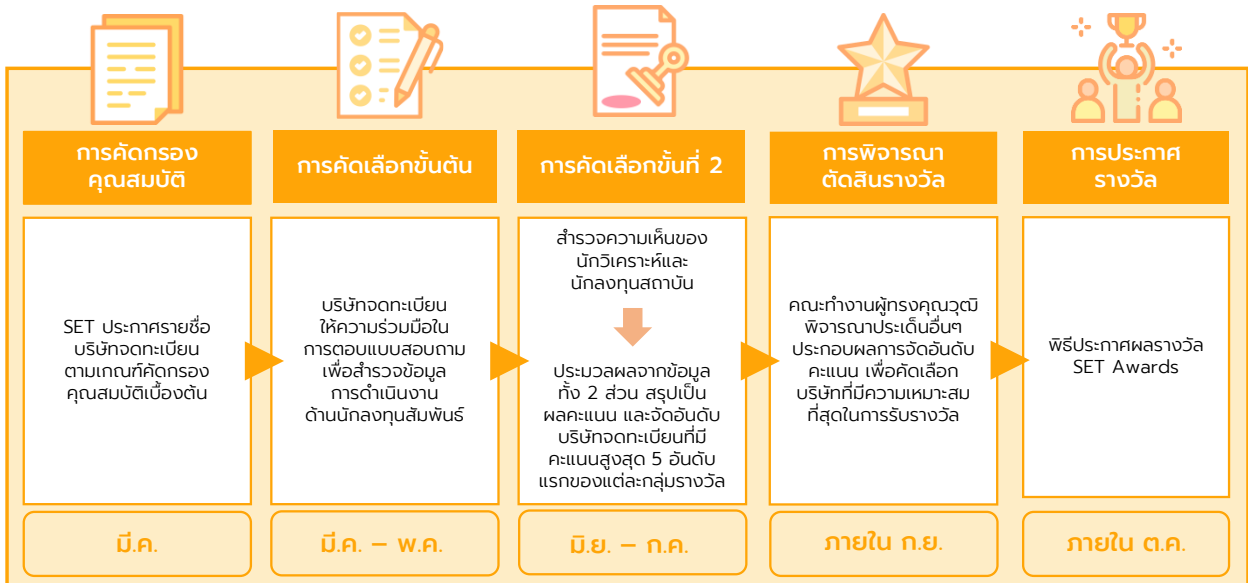 การคัดกรอง
คุณสมบัติ
SET ประกาศรายชื่อ
บริษัทจดทะเบียน
ตามเกณฑ์คัดกรอง
คุณสมบัติเบื้องต้น
มี.ค.
การคัดเลือกขั้นต้น
บริษัทจดทะเบียน
ให้ความร่วมมือใน
การตอบแบบสอบถาม
เพื่อสำรวจข้อมูล
การดำเนินงาน
ด้านนักลงทุนสัมพันธ์
มี.ค. – พ.ค.
การคัดเลือกขั้นที่ 2
สำรวจความเห็นของ
นักวิเคราะห์และ
นักลงทุนสถาบัน
ประมวลผลจากข้อมูล
ทั้ง 2 ส่วน สรุปเป็น
ผลคะแนน และจัดอันดับ
บริษัทจดทะเบียนที่มี
คะแนนสูงสุด 5 อันดับ
แรกของแต่ละกลุ่มรางวัล
มิ.ย. – ก.ค.
การพิจารณา
ตัดสินรางวัล
คณะทำงานผู้ทรงคุณวุฒิ
พิจารณาประเด็นอื่นๆ
ประกอบผลการจัดอันดับ
คะแนน เพื่อคัดเลือก
บริษัทที่มีความเหมาะสม
ที่สุดในการรับรางวัล
ภายใน ก.ย.
การประกาศ
รางวัล
พิธีประกาศผลรางวัล
SET Awards
ภายใน ต.ค.